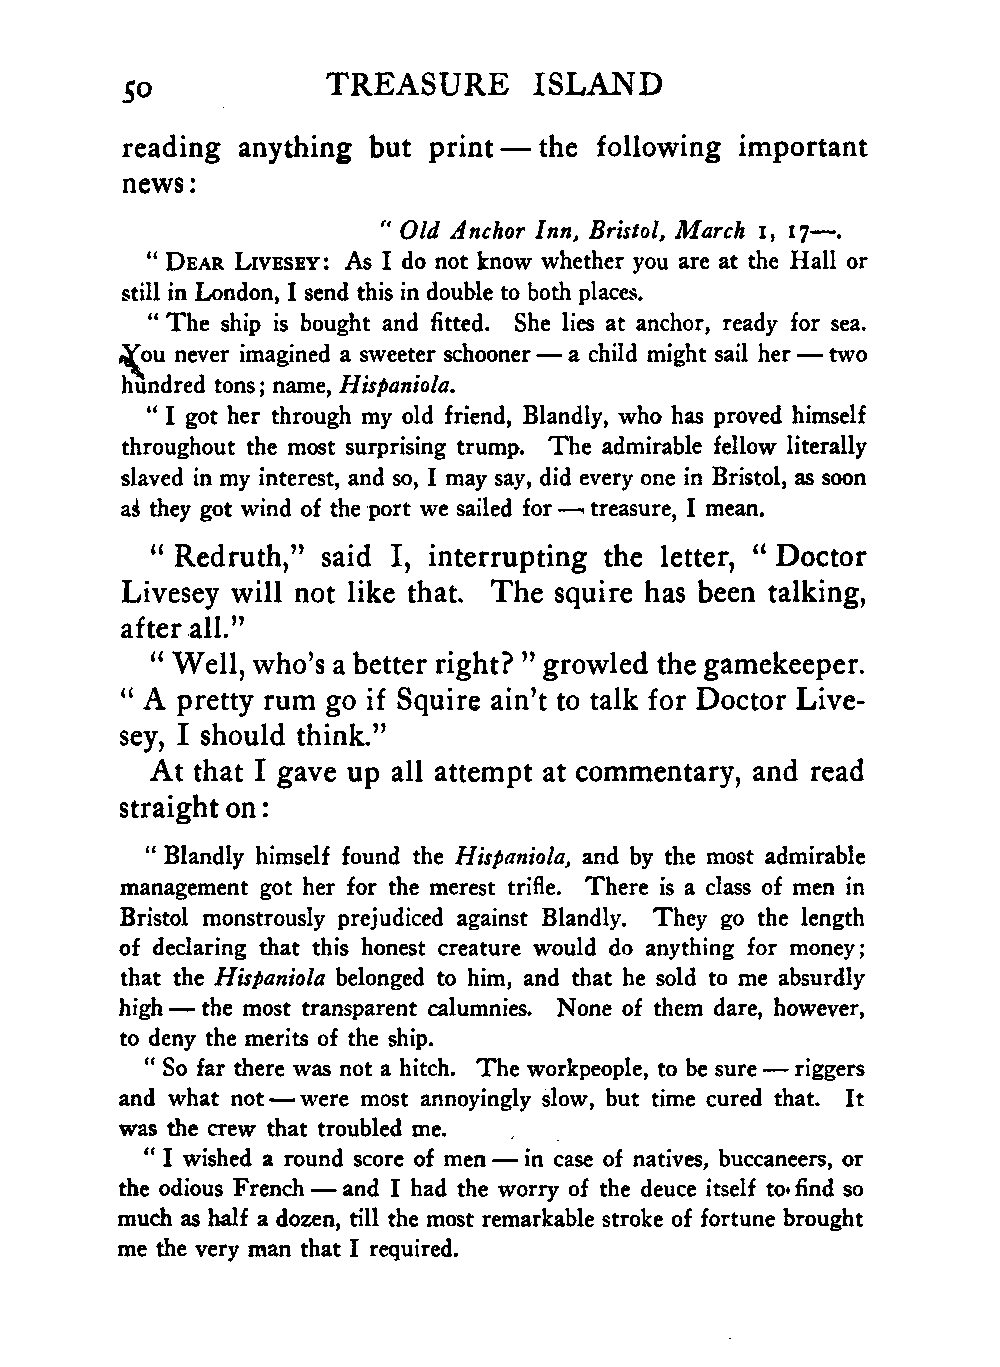 50 TREASURE ISLAND
reading anything but print — the following important
news:
" Old Anchor Inn, Bristol, March 1, 17—.
" DEAR LIVESEY: As I do not know whether you are at the Hall or
still in London, I send this in double to both places.
" The ship is bought and fitted. She lies at anchor, ready for sea.
You never imagined a sweeter schooner — a child might sail her — two
hundred tons; name, Hispaniola.
" I got her through my old friend, Blandly, who has proved himself
throughout the most surprising trump. The admirable fellow literally
slaved in my interest, and so, I may say, did every one in Bristol, as soon
as they got wind of the port we sailed for — treasure, I mean.
" Redruth," said I, interrupting the letter, " Doctor
Livesey will not like that. The squire has been talking,
after all."
" Well, who's a better right? " growled the gamekeeper.
" A pretty rum go if Squire ain't to talk for Doctor Live-
sey, I should think."
At that I gave up all attempt at commentary, and read
straight on:
" Blandly himself found the Hispaniola, and by the most admirable
management got her for the merest trifle. There is a class of men in
Bristol monstrously prejudiced against Blandly. They go the length
of declaring that this honest creature would do anything for money;
that the Hispaniola belonged to him, and that he sold to me absurdly
high — the most transparent calumnies. None of them dare, however,
to deny the merits of the ship.
" So far there was not a hitch. The workpeople, to be sure — riggers
and what not — were most annoyingly slow, but time cured that. It
was the crew that troubled me.
" I wished a round score of men — in case of natives, buccaneers, or
the odious French — and I had the worry of the deuce itself to find so
much as half a dozen, till the most remarkable stroke of fortune brought
me the very man that I required.